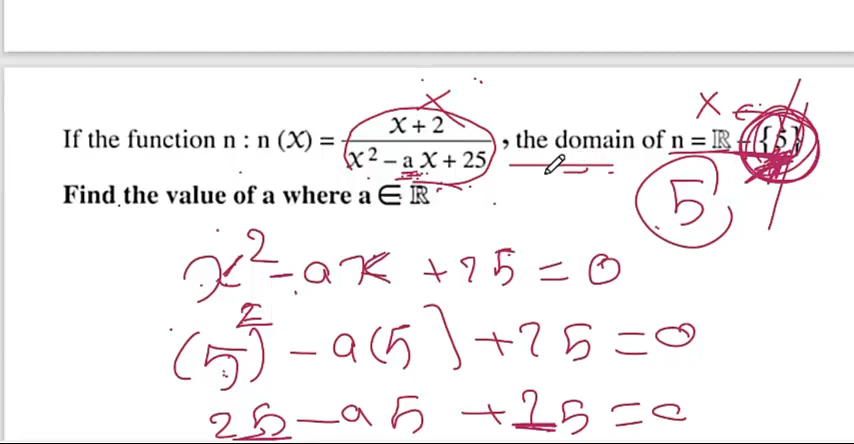 If the function n : n (X) = X + 2 / X² – a X + 25 , the domain of n = ℝ – {5}
X ∈
Find the value of a where a ∈ ℝ
5
x² - ax + 25 = 0
(5)² - a(5) + 25 = 0
25 - a5 + 25 = 0